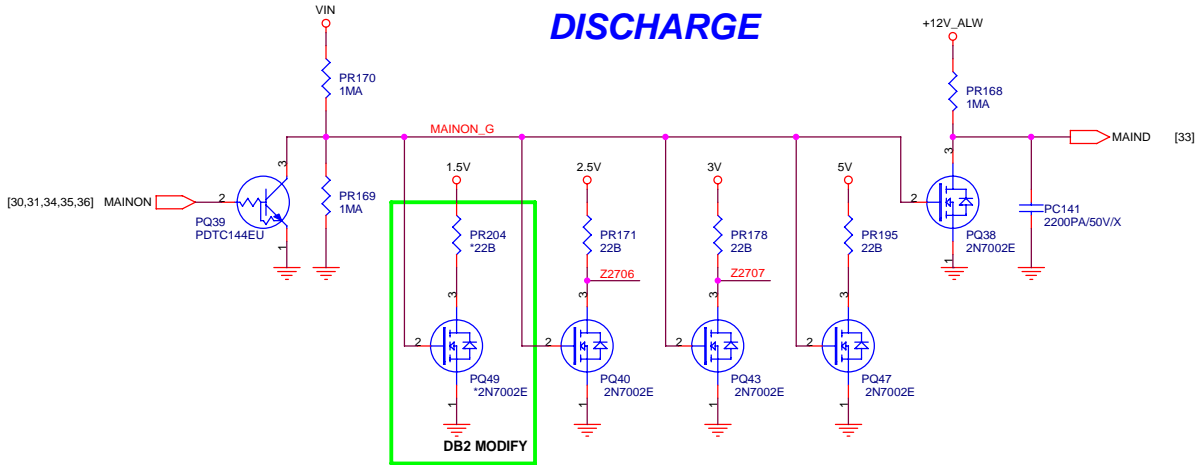 DISCHARGE
VIN
+12V_ALW
PR170
1MA
PR168
1MA
MAINON_G
3
3
MAIND [33]
1.5V
2.5V
3V
5V
[30,31,34,35,36] MAINON
2
PR169
1MA
2
PQ39
PDTC144EU
1
PQ38
2N7002E
1
PC141
2200PA/50V/X
PR204
*22B
PR171
22B
PR178
22B
PR195
22B
Z2706
Z2707
3
3
3
3
2
2
2
2
PQ49
*2N7002E
PQ40
2N7002E
PQ43
2N7002E
PQ47
2N7002E
1
1
1
1
DB2 MODIFY